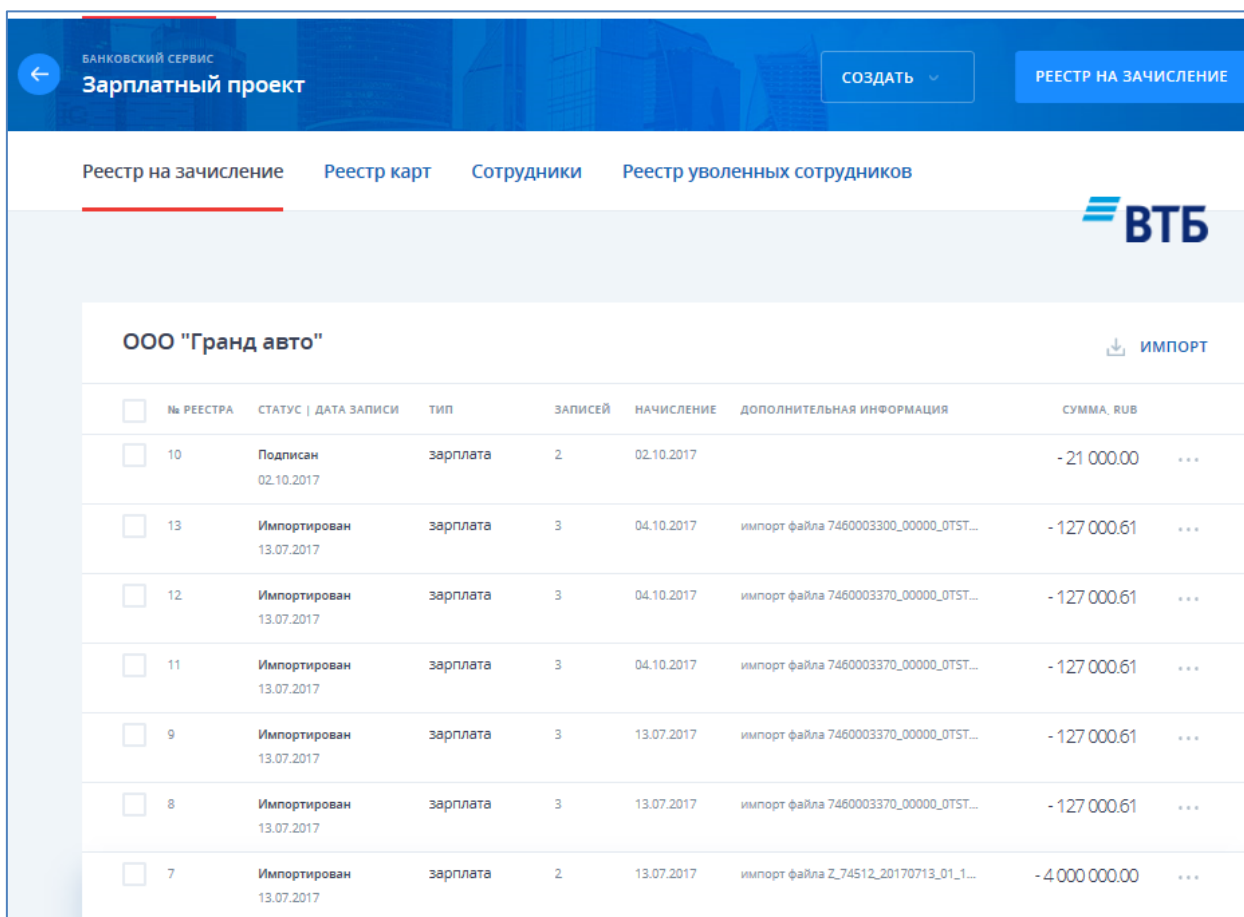 БАНКОВСКИЙ СЕРВИС
Зарплатный проект
СОЗДАТЬ
РЕЕСТР НА ЗАЧИСЛЕНИЕ
Реестр на зачисление Реестр карт Сотрудники Реестр уволенных сотрудников
ВТБ
ООО "Гранд авто"
ИМПОРТ
№ РЕЕСТРА СТАТУС | ДАТА ЗАПИСИ ТИП ЗАПИСЕЙ НАЧИСЛЕНИЕ ДОПОЛНИТЕЛЬНАЯ ИНФОРМАЦИЯ СУММА, RUB
10 Подписан зарплата 2 02.10.2017 - 21 000.00 ...
02.10.2017
13 Импортирован зарплата 3 04.10.2017 импорт файла 7460003300_00000_0TST... - 127 000.61 ...
13.07.2017
12 Импортирован зарплата 3 04.10.2017 импорт файла 7460003370_00000_0TST... - 127 000.61 ...
13.07.2017
11 Импортирован зарплата 3 04.10.2017 импорт файла 7460003370_00000_0TST... - 127 000.61 ...
13.07.2017
9 Импортирован зарплата 3 13.07.2017 импорт файла 7460003370_00000_0TST... - 127 000.61 ...
13.07.2017
8 Импортирован зарплата 3 13.07.2017 импорт файла 7460003370_00000_0TST... - 127 000.61 ...
13.07.2017
7 Импортирован зарплата 2 13.07.2017 импорт файла Z_74512_20170713_01_1... - 4 000 000.00 ...
13.07.2017